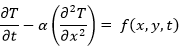 ∂T/∂t − α(∂²T/∂x²) = f(x,y,t)